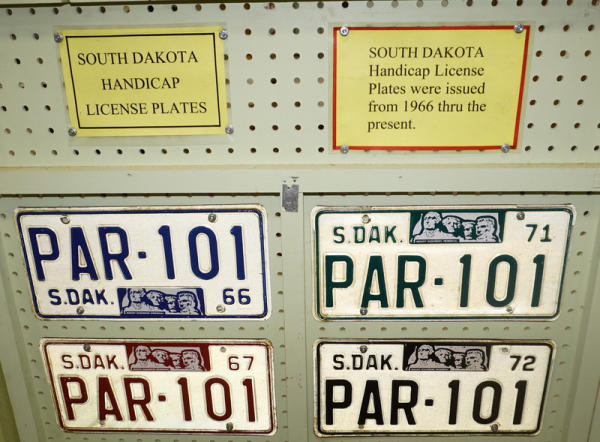 SOUTH DAKOTA
HANDICAP
LICENSE PLATES
SOUTH DAKOTA
Handicap License
Plates were issued
from 1966 thru the
present.
PAR·101
S.DAK. 66
S.DAK. 71
PAR·101
S.DAK. 67
PAR·101
S.DAK. 72
PAR·101